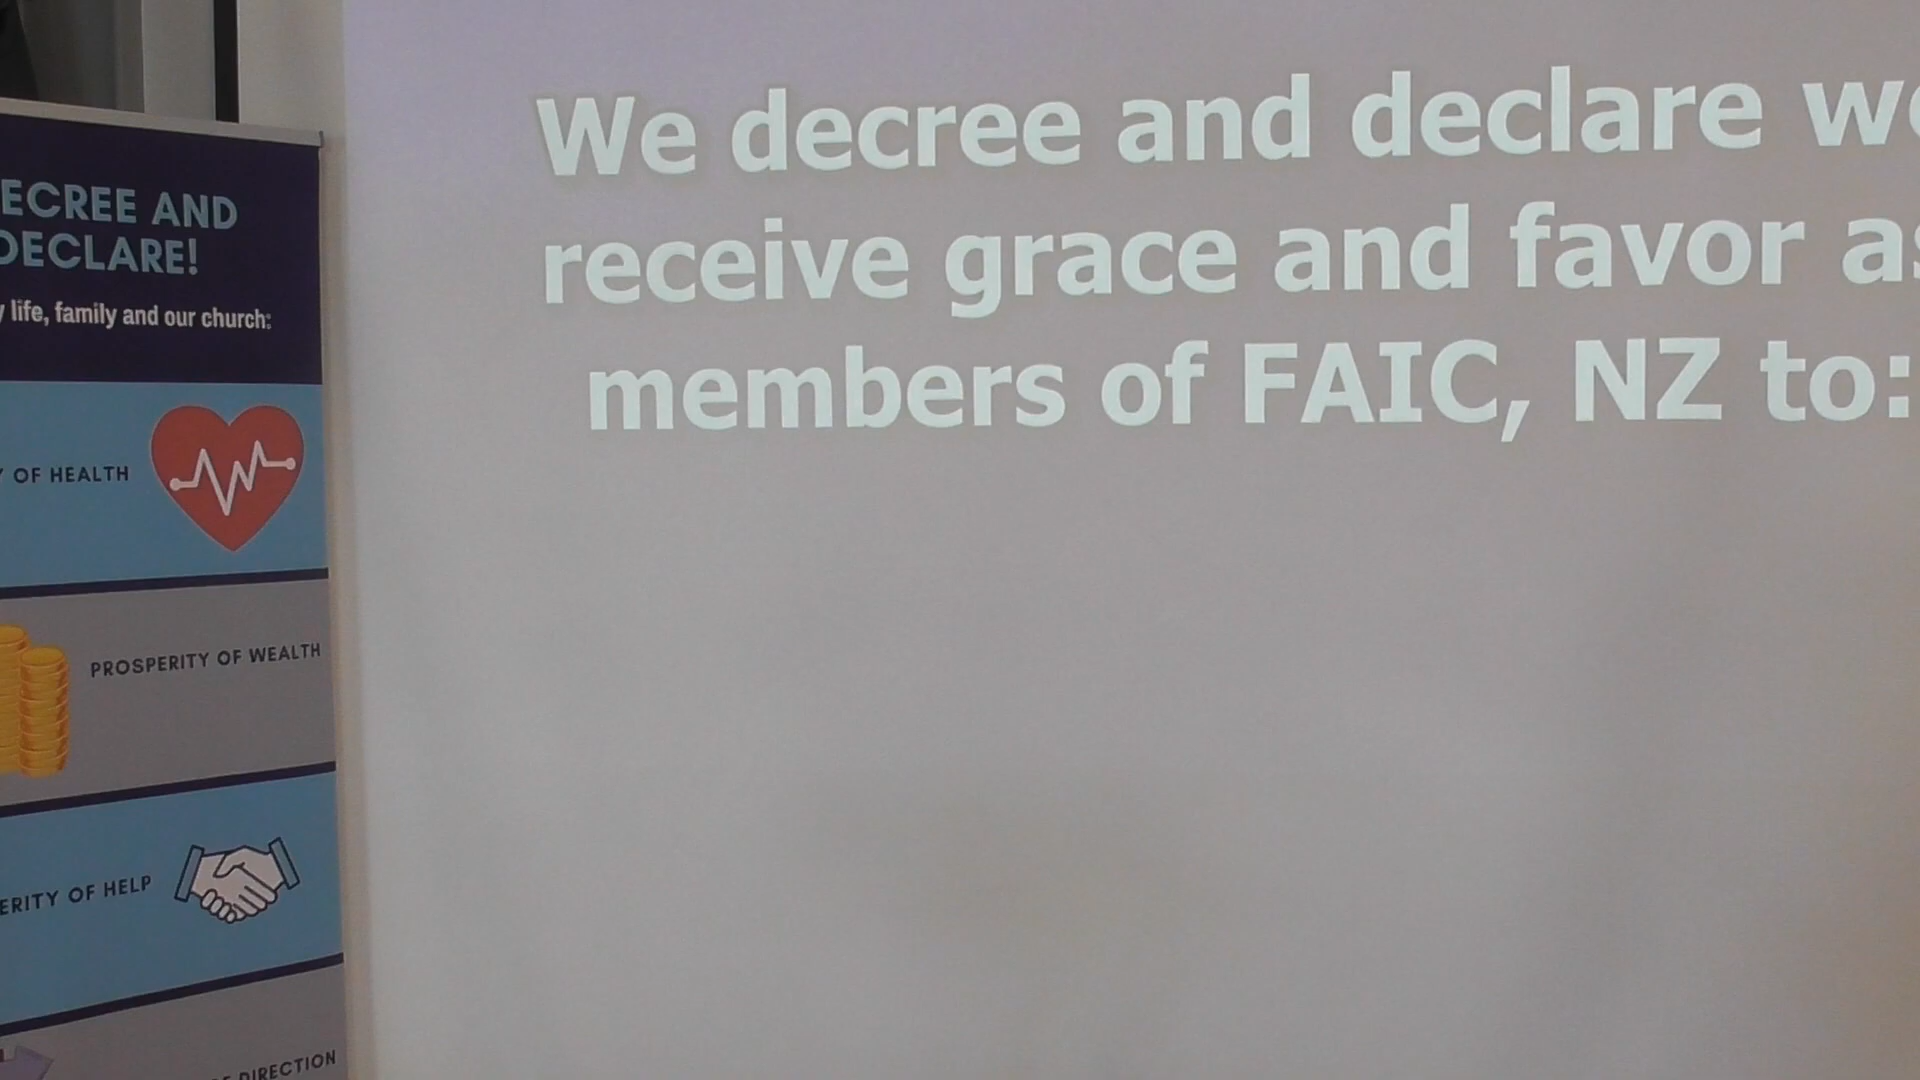 ECREE AND
DECLARE!
life, family and our church:
OF HEALTH
PROSPERITY OF WEALTH
ERITY OF HELP
DIRECTION
We decree and declare we
receive grace and favor as
members of FAIC, NZ to: